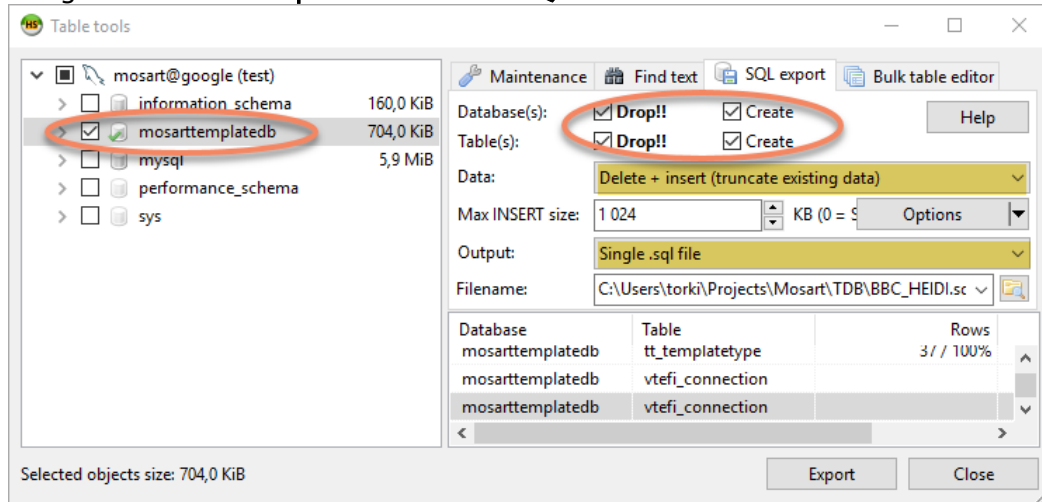 HS Table tools
mosart@google (test)
information_schema 160,0 KiB
mosarttemplatedb 704,0 KiB
mysql 5,9 MiB
performance_schema
sys
Maintenance Find text SQL export Bulk table editor
Database(s): Drop!! Create Help
Table(s): Drop!! Create
Data: Delete + insert (truncate existing data)
Max INSERT size: 1 024 KB (0 = Options
Output: Single .sql file
Filename: C:\Users\torki\Projects\Mosart\TDB\BBC_HEIDI.sc
Database Table Rows
mosarttemplatedb tt_templatetype 37 / 100%
mosarttemplatedb vtefi_connection
mosarttemplatedb vtefi_connection
Selected objects size: 704,0 KiB Export Close